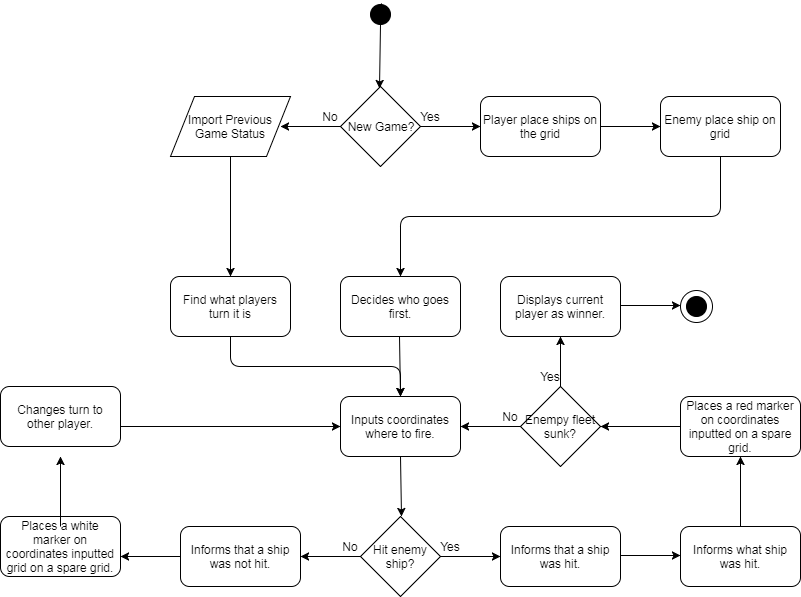 No
New Game?
Yes
Import Previous
Game Status
Player place ships on
the grid
Enemy place ship on
grid
Find what players
turn it is
Decides who goes
first.
Displays current
player as winner.
Yes
Changes turn to
other player.
Inputs coordinates
where to fire.
No
Enempy fleet
sunk?
Places a red marker
on coordinates
inputted on a spare
grid.
Places a white
marker on
coordinates inputted
grid on a spare grid.
Informs that a ship
was not hit.
No
Hit enemy
ship?
Yes
Informs that a ship
was hit.
Informs what ship
was hit.